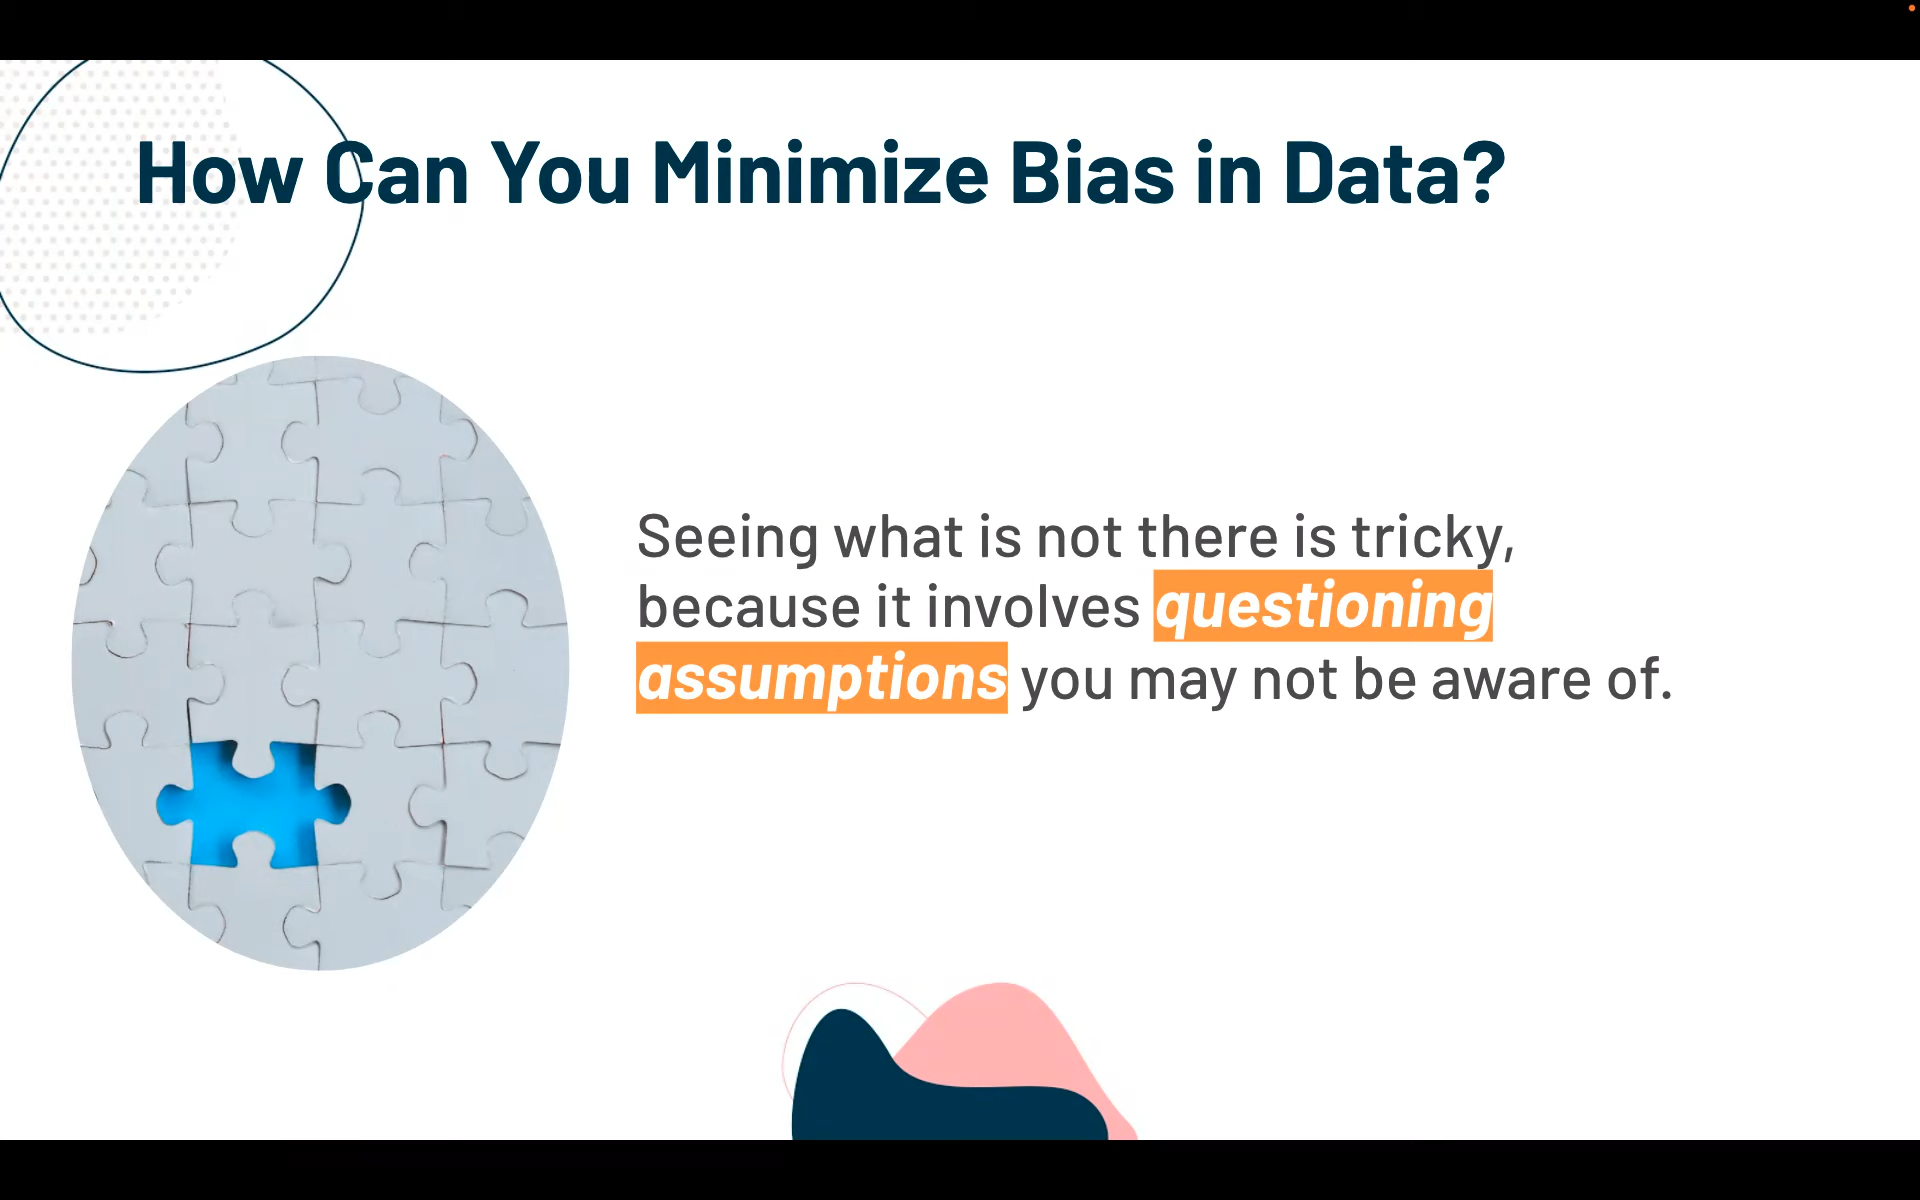 How Can You Minimize Bias in Data?
Seeing what is not there is tricky,
because it involves questioning
assumptions you may not be aware of.